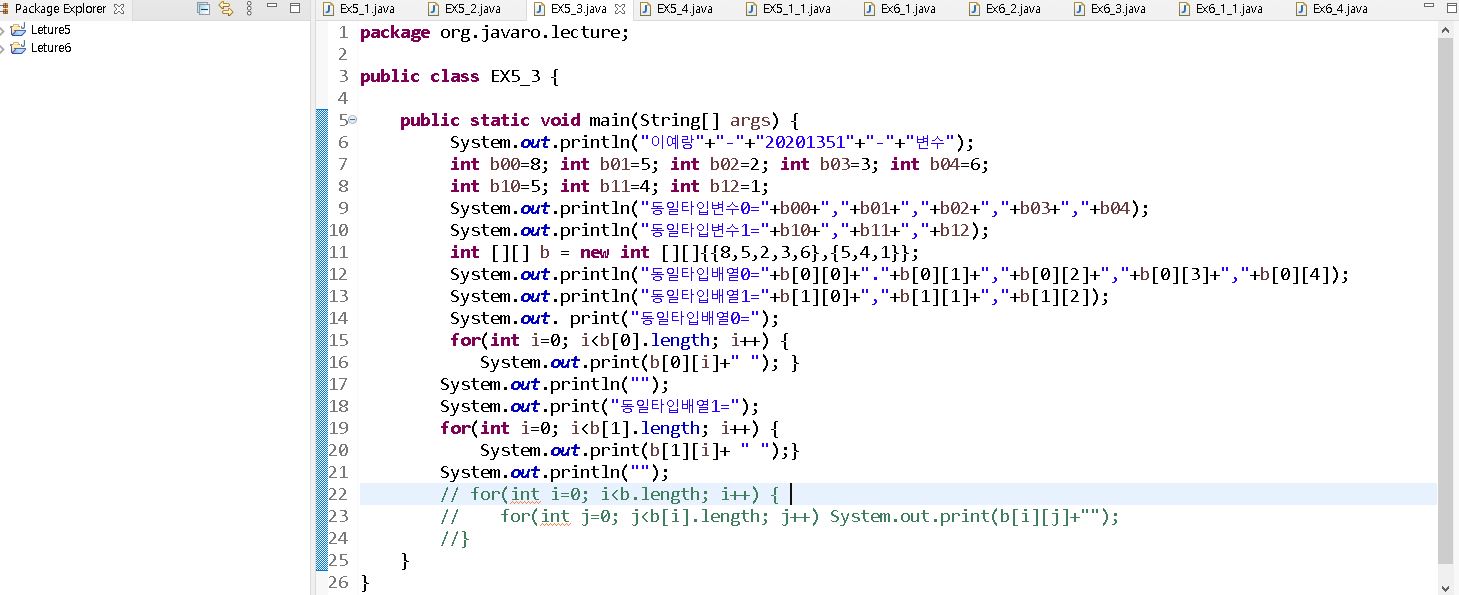 Package Explorer
Ex5_1.java Ex5_2.java Ex5_3.java Ex5_4.java Ex5_1_1.java Ex6_1.java Ex6_2.java Ex6_3.java Ex6_1_1.java Ex6_4.java
Leture5
Leture6
1 package org.javaro.lecture;
2
3 public class EX5_3 {
4
5 public static void main(String[] args) {
6 System.out.println("이예랑"+"-"+"20201351"+"-"+"변수");
7 int b00=8; int b01=5; int b02=2; int b03=3; int b04=6;
8 int b10=5; int b11=4; int b12=1;
9 System.out.println("동일타입변수0="+b00+","+b01+","+b02+","+b03+","+b04);
10 System.out.println("동일타입변수1="+b10+","+b11+","+b12);
11 int [][] b = new int [][]{{8,5,2,3,6},{5,4,1}};
12 System.out.println("동일타입배열0="+b[0][0]+"."+b[0][1]+","+b[0][2]+","+b[0][3]+","+b[0][4]);
13 System.out.println("동일타입배열1="+b[1][0]+","+b[1][1]+","+b[1][2]);
14 System.out. print("동일타입배열0=");
15 for(int i=0; i<b[0].length; i++) {
16 System.out.print(b[0][i]+" "); }
17 System.out.println("");
18 System.out.print("동일타입배열1=");
19 for(int i=0; i<b[1].length; i++) {
20 System.out.print(b[1][i]+ " ");}
21 System.out.println("");
22 // for(int i=0; i<b.length; i++) {
23 // for(int j=0; j<b[i].length; j++) System.out.print(b[i][j]+"");
24 //}
25 }
26 }